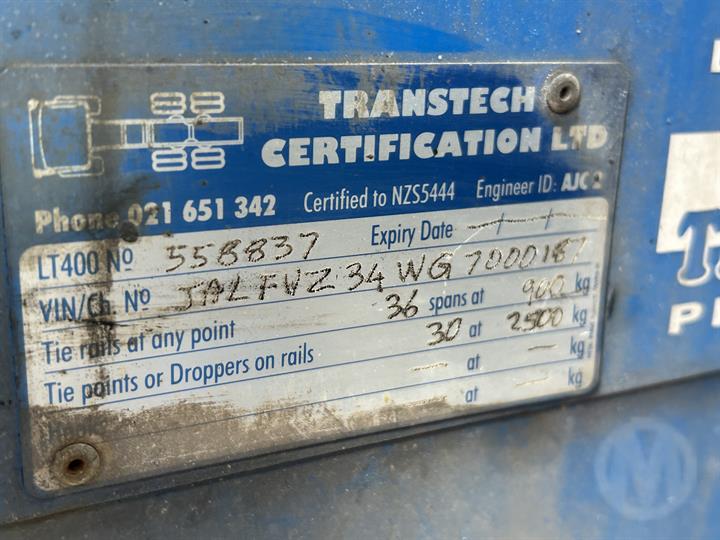 TRANSTECH
CERTIFICATION LTD
Phone 021 651 342 Certified to NZS5444 Engineer ID: AJC 2
LT400 Nº 558837 Expiry Date —/—/—
VIN/Ch. Nº JALFVZ34WG7000187
Tie rails at any point 36 spans at 900 kg
Tie points or Droppers on rails 30 at 2500 kg
— at — kg
— at — kg
M